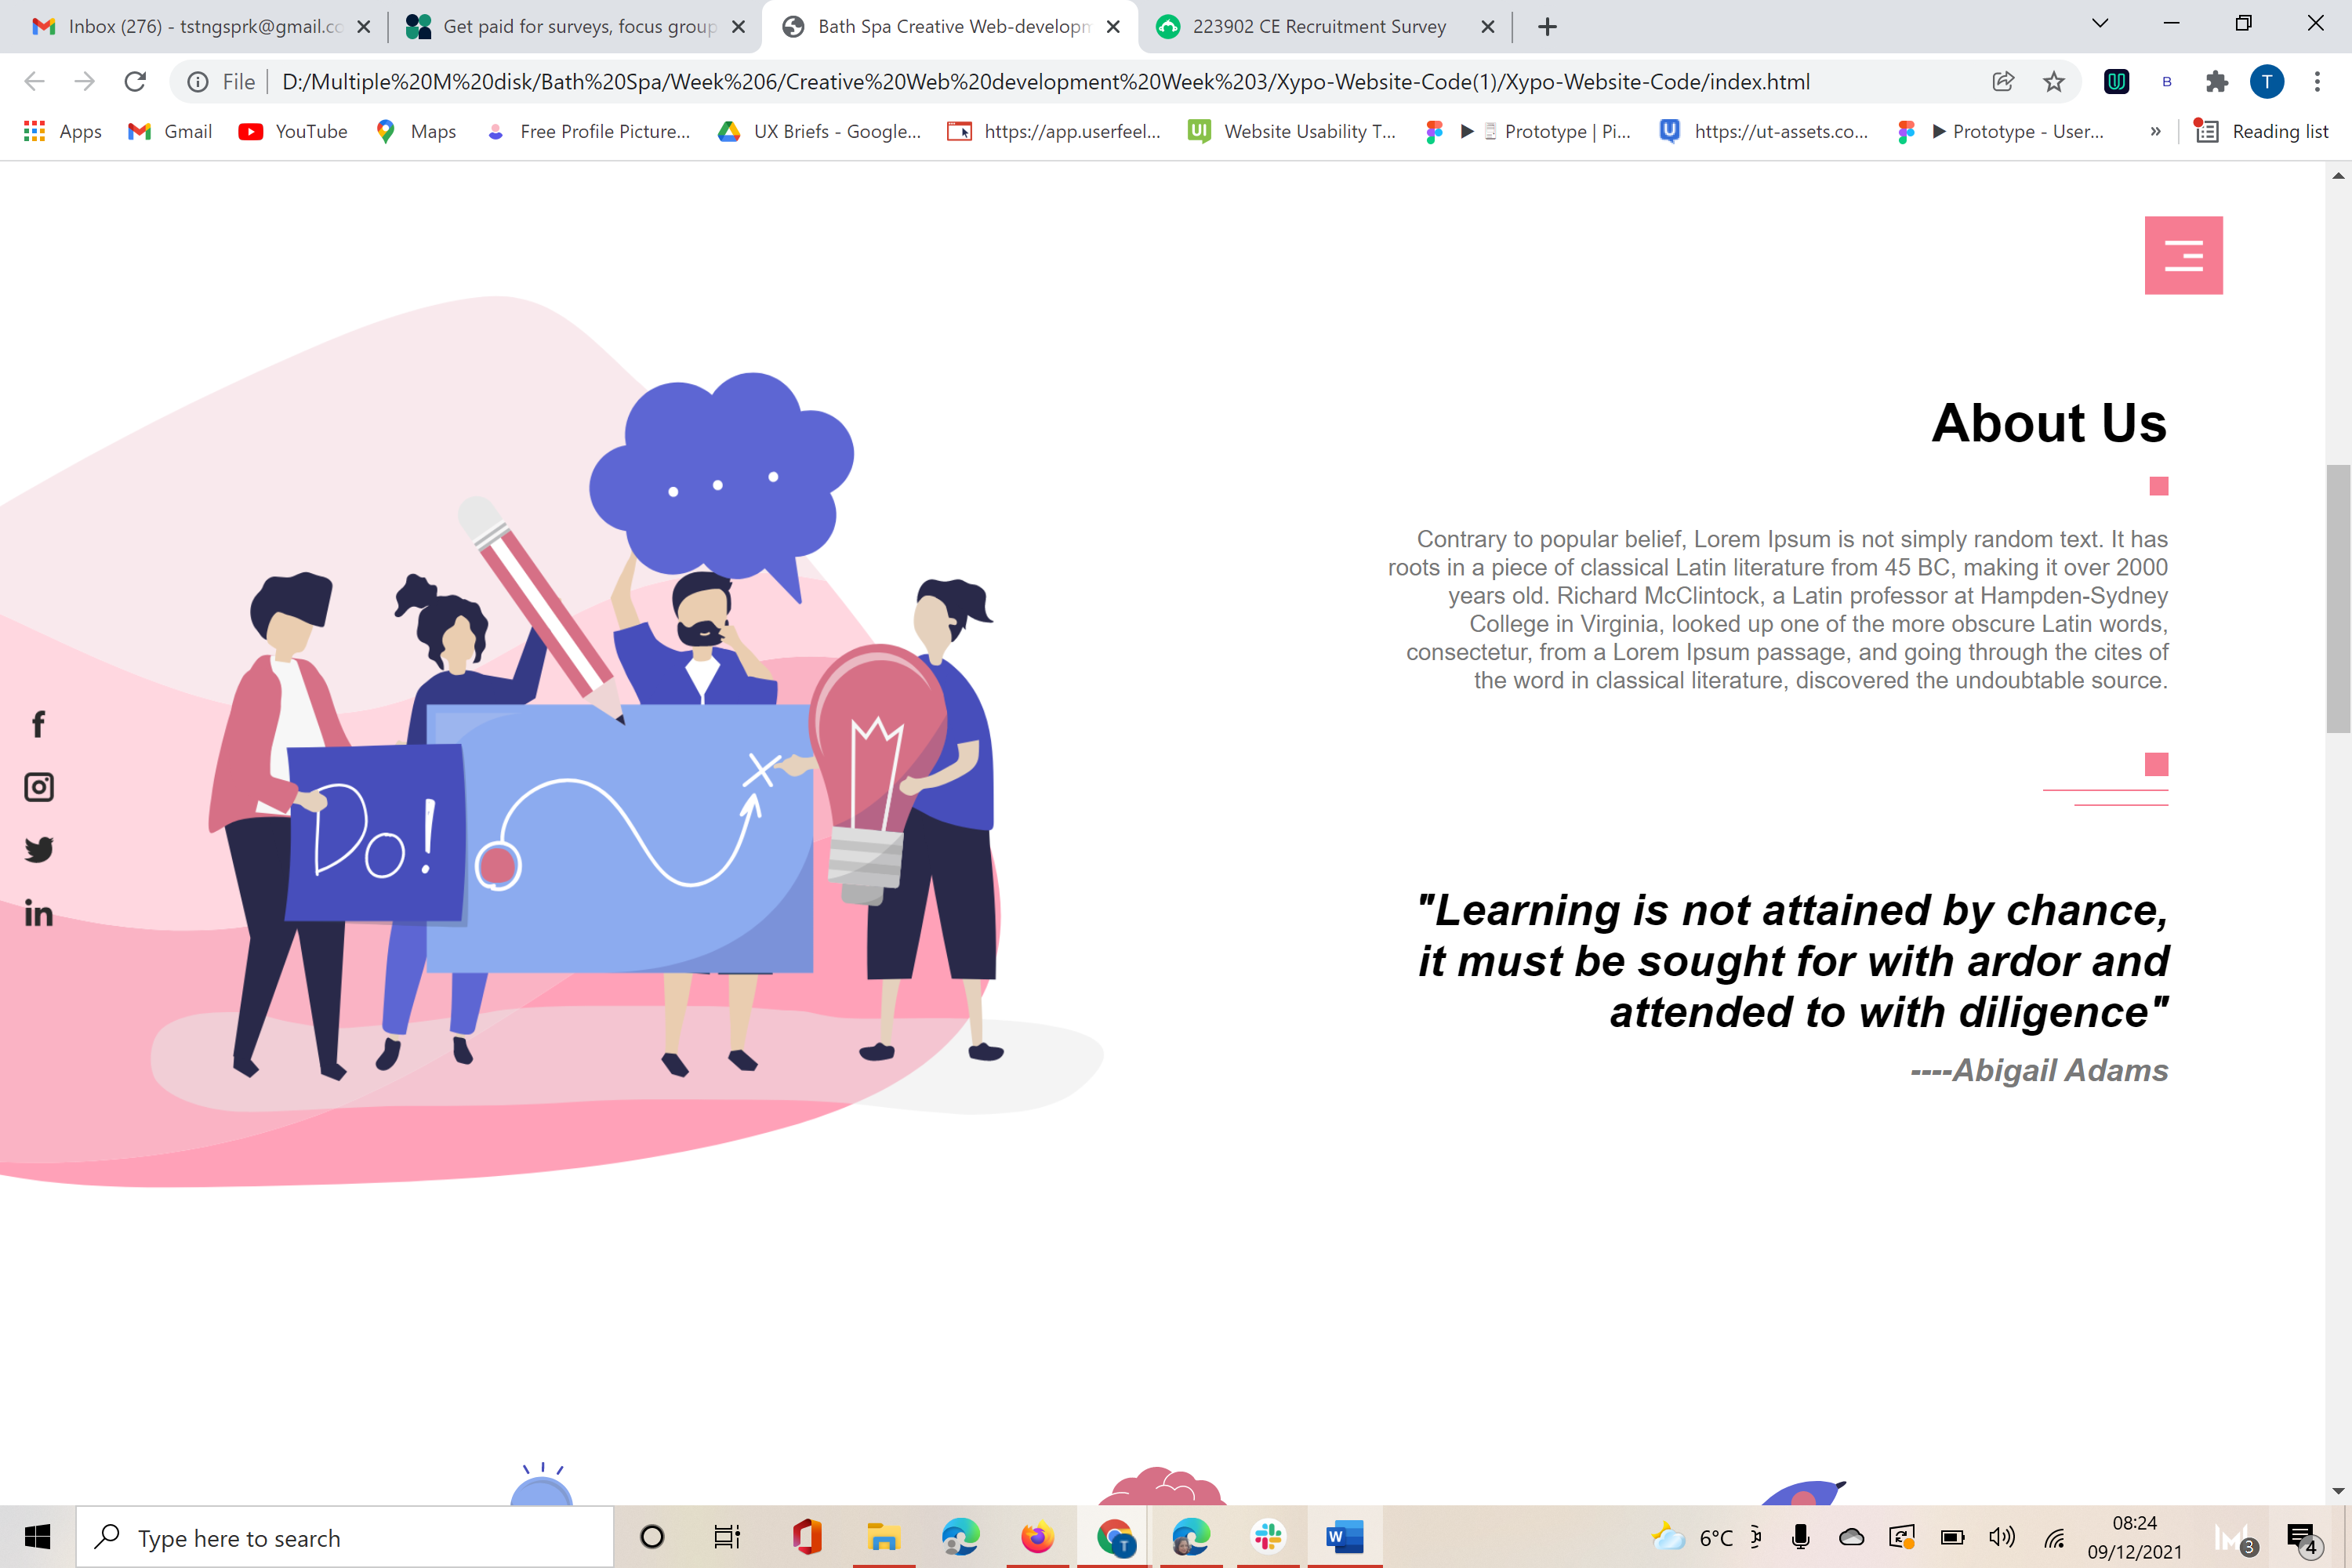 Inbox (276) - tstngsprk@gmail.co
Get paid for surveys, focus group
Bath Spa Creative Web-developm
223902 CE Recruitment Survey
File
D:/Multiple%20M%20disk/Bath%20Spa/Week%206/Creative%20Web%20development%20Week%203/Xypo-Website-Code(1)/Xypo-Website-Code/index.html
B
T
Apps
Gmail
YouTube
Maps
Free Profile Picture...
UX Briefs - Google...
https://app.userfeel...
UI Website Usability T...
Prototype | Pi...
https://ut-assets.co...
Prototype - User...
»
Reading list
About Us
Contrary to popular belief, Lorem Ipsum is not simply random text. It has
roots in a piece of classical Latin literature from 45 BC, making it over 2000
years old. Richard McClintock, a Latin professor at Hampden-Sydney
College in Virginia, looked up one of the more obscure Latin words,
consectetur, from a Lorem Ipsum passage, and going through the cites of
the word in classical literature, discovered the undoubtable source.
Do!
f
in
"Learning is not attained by chance,
it must be sought for with ardor and
attended to with diligence"
----Abigail Adams
Type here to search
T
W
6°C
08:24
09/12/2021
3
4